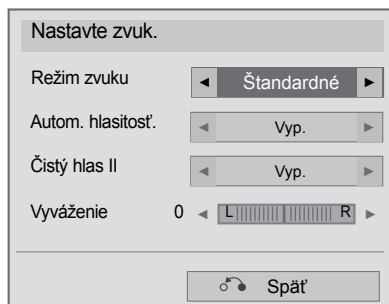 Nastavte zvuk.
Režim zvuku ◄ Štandardné ►
Autom. hlasitosť. ◄ Vyp. ►
Čistý hlas II ◄ Vyp. ►
Vyváženie 0 ◄ L R ►
Späť